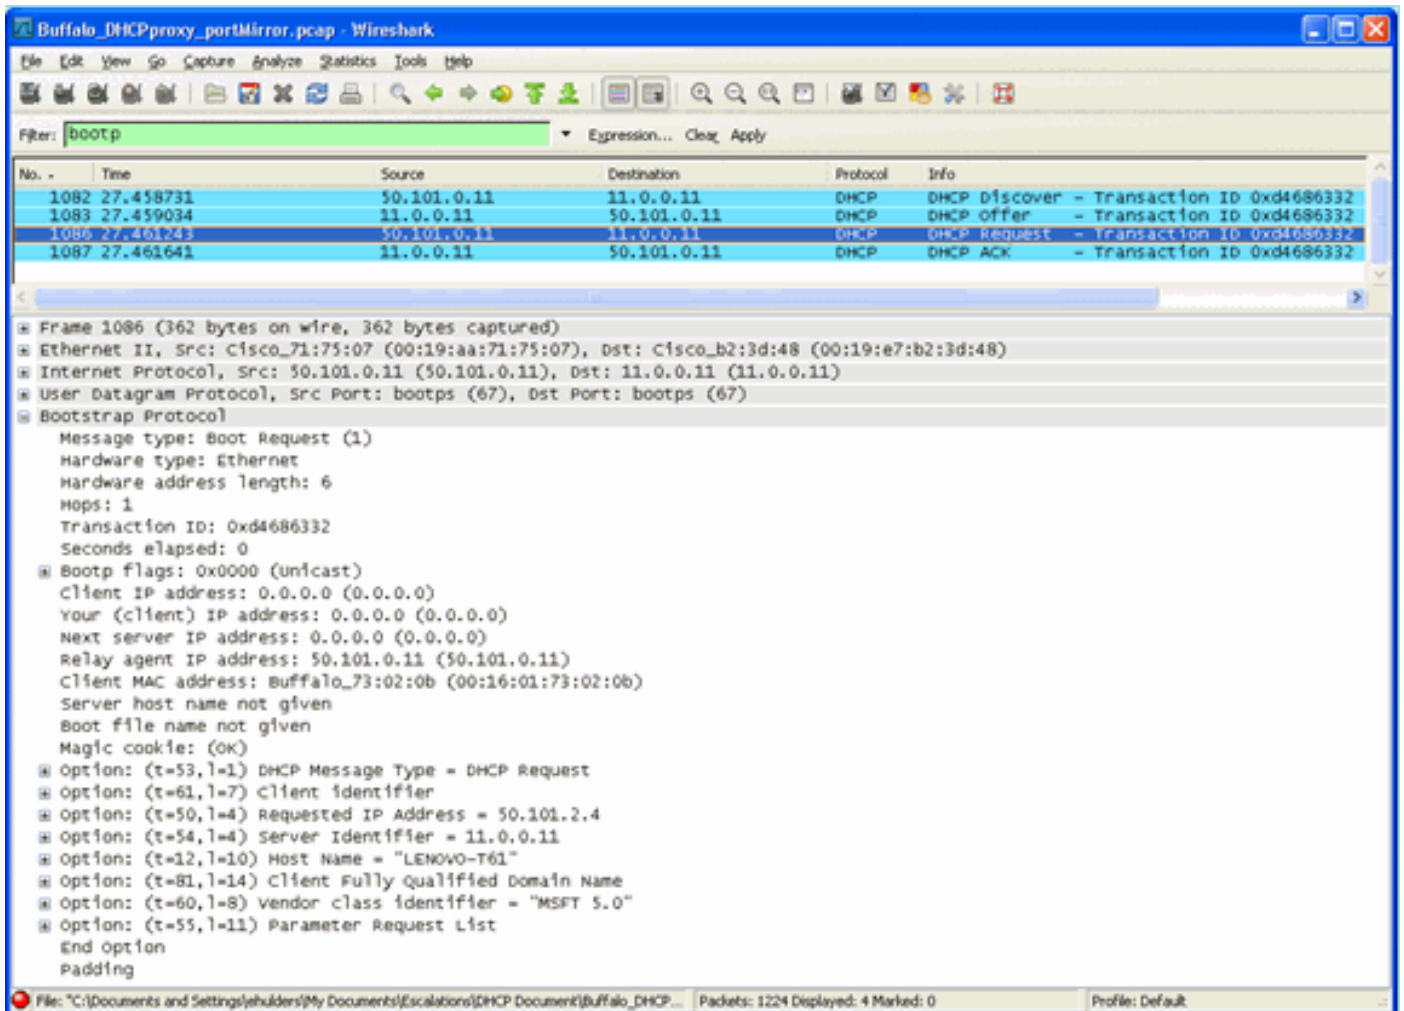 Buffalo_DHCPproxy_portMirror.pcap - Wireshark
File Edit View Go Capture Analyze Statistics Tools Help
Filter: bootp Expression... Clear Apply
No. - Time Source Destination Protocol Info
1082 27.458731 50.101.0.11 11.0.0.11 DHCP DHCP Discover - Transaction ID 0xd4686332
1083 27.459034 11.0.0.11 50.101.0.11 DHCP DHCP Offer - Transaction ID 0xd4686332
1086 27.461243 50.101.0.11 11.0.0.11 DHCP DHCP Request - Transaction ID 0xd4686332
1087 27.461641 11.0.0.11 50.101.0.11 DHCP DHCP ACK - Transaction ID 0xd4686332
Frame 1086 (362 bytes on wire, 362 bytes captured)
Ethernet II, Src: Cisco_71:75:07 (00:19:aa:71:75:07), Dst: Cisco_b2:3d:48 (00:19:e7:b2:3d:48)
Internet Protocol, Src: 50.101.0.11 (50.101.0.11), Dst: 11.0.0.11 (11.0.0.11)
User Datagram Protocol, Src Port: bootps (67), Dst Port: bootps (67)
Bootstrap Protocol
Message type: Boot Request (1)
Hardware type: Ethernet
Hardware address length: 6
Hops: 1
Transaction ID: 0xd4686332
Seconds elapsed: 0
Bootp flags: 0x0000 (Unicast)
Client IP address: 0.0.0.0 (0.0.0.0)
Your (client) IP address: 0.0.0.0 (0.0.0.0)
Next server IP address: 0.0.0.0 (0.0.0.0)
Relay agent IP address: 50.101.0.11 (50.101.0.11)
Client MAC address: Buffalo_73:02:0b (00:16:01:73:02:0b)
Server host name not given
Boot file name not given
Magic cookie: (OK)
Option: (t=53,l=1) DHCP Message Type = DHCP Request
Option: (t=61,l=7) Client identifier
Option: (t=50,l=4) Requested IP Address = 50.101.2.4
Option: (t=54,l=4) Server Identifier = 11.0.0.11
Option: (t=12,l=10) Host Name = "LENOVO-T61"
Option: (t=81,l=14) Client Fully Qualified Domain Name
Option: (t=60,l=8) Vendor class identifier = "MSFT 5.0"
Option: (t=55,l=11) Parameter Request List
End Option
Padding
File: "C:\Documents and Settings\ehulders\My Documents\Escalations\DHCP Document\Buffalo_DHCP... Packets: 1224 Displayed: 4 Marked: 0 Profile: Default